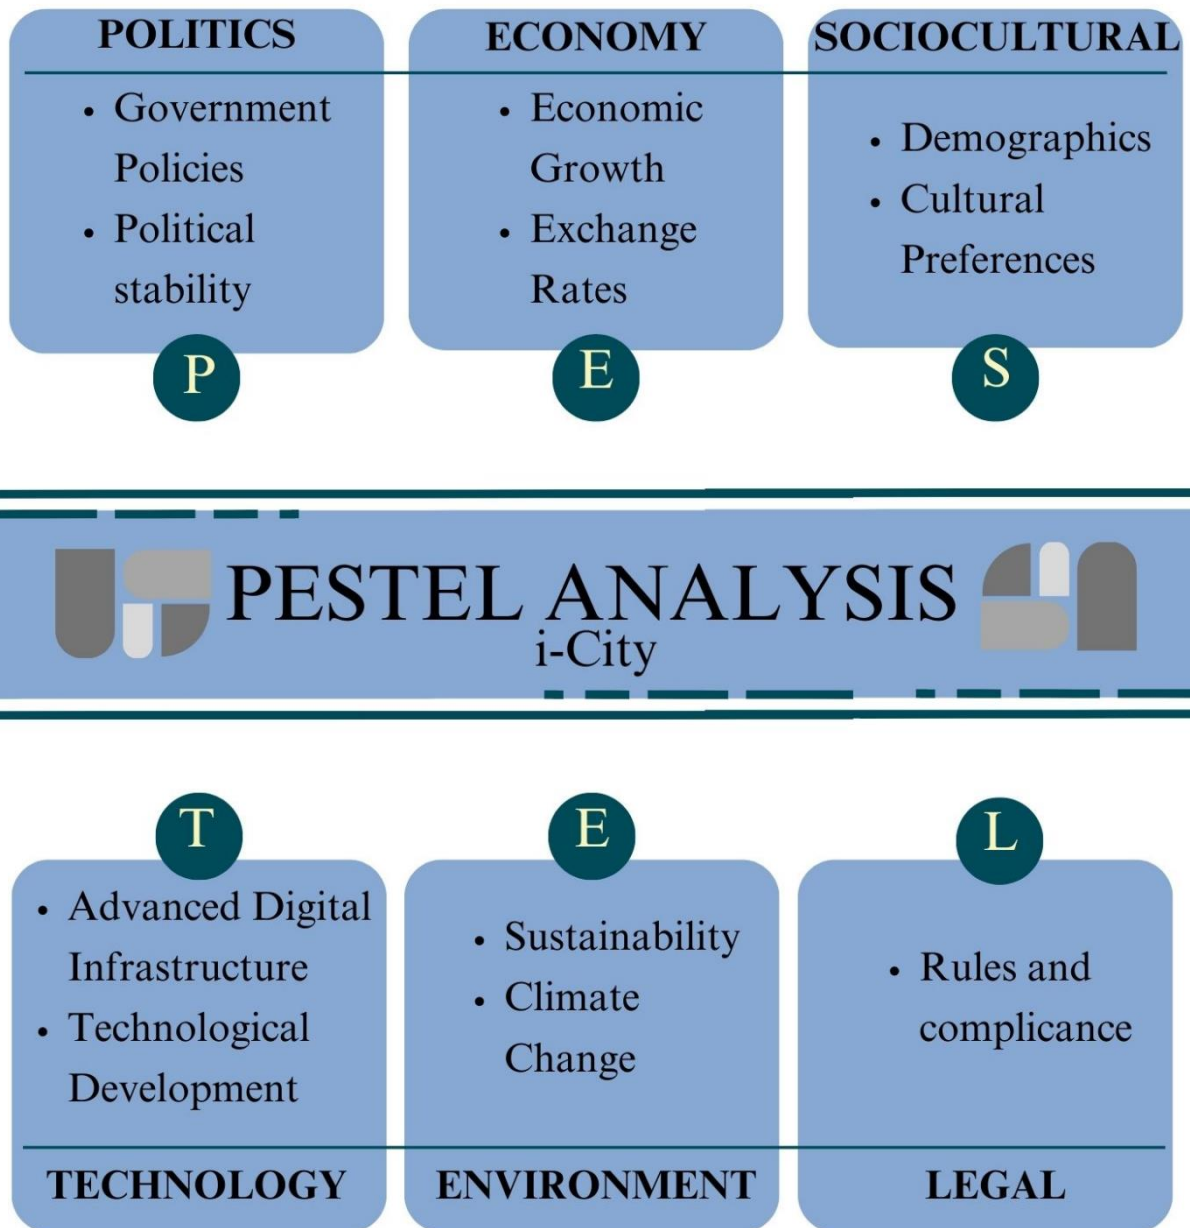 POLITICS
• Government
Policies
• Political
stability
P
ECONOMY
• Economic
Growth
• Exchange
Rates
E
SOCIOCULTURAL
• Demographics
• Cultural
Preferences
S
PESTEL ANALYSIS
i-City
T
• Advanced Digital
Infrastructure
• Technological
Development
TECHNOLOGY
E
• Sustainability
• Climate
Change
ENVIRONMENT
L
• Rules and
complicance
LEGAL